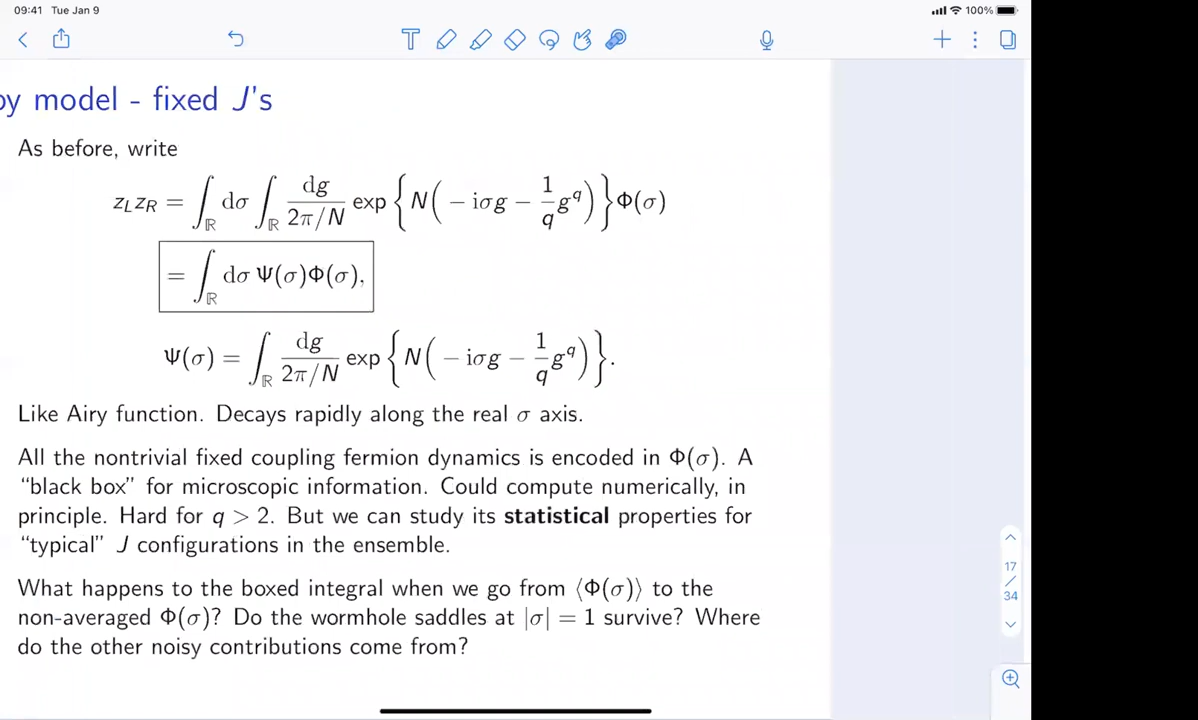 09:41 Tue Jan 9
100%
oy model - fixed J's
As before, write
z_L z_R = ∫_ℝ dσ ∫_ℝ dg/(2π/N) exp{N(−iσg − 1/q g^q)}Φ(σ)
= ∫_ℝ dσ Ψ(σ)Φ(σ),
Ψ(σ) = ∫_ℝ dg/(2π/N) exp{N(−iσg − 1/q g^q)}.
Like Airy function. Decays rapidly along the real σ axis.
All the nontrivial fixed coupling fermion dynamics is encoded in Φ(σ). A
“black box” for microscopic information. Could compute numerically, in
principle. Hard for q > 2. But we can study its statistical properties for
“typical” J configurations in the ensemble.
What happens to the boxed integral when we go from ⟨Φ(σ)⟩ to the
non-averaged Φ(σ)? Do the wormhole saddles at |σ| = 1 survive? Where
do the other noisy contributions come from?
17
/
34